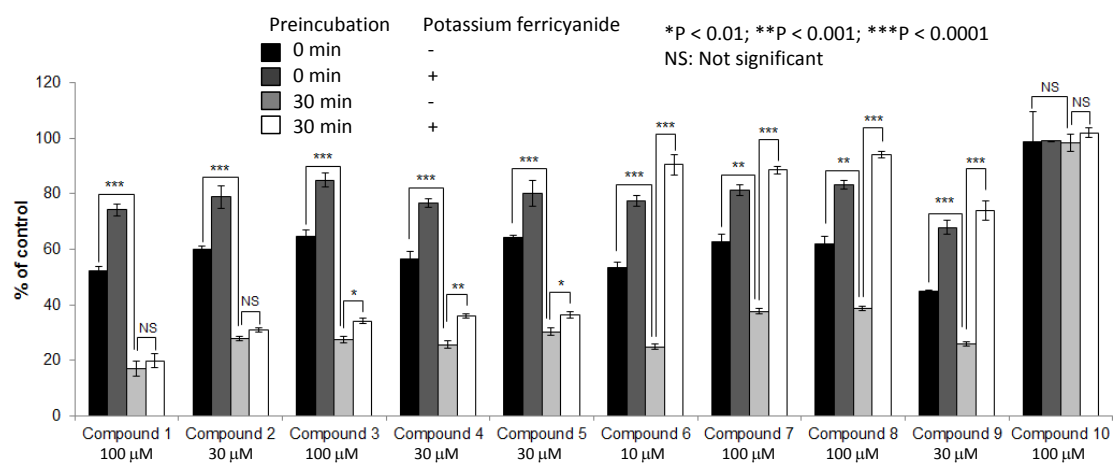 Preincubation Potassium ferricyanide
0 min -
0 min +
30 min -
30 min +
*P < 0.01; **P < 0.001; ***P < 0.0001
NS: Not significant
% of control
120
100
80
60
40
20
0
*** NS
*** NS
*** *
*** **
*** *
*** ***
** ***
** ***
*** ***
NS NS
Compound 1 Compound 2 Compound 3 Compound 4 Compound 5 Compound 6 Compound 7 Compound 8 Compound 9 Compound 10
100 µM 30 µM 100 µM 30 µM 30 µM 10 µM 100 µM 100 µM 30 µM 100 µM